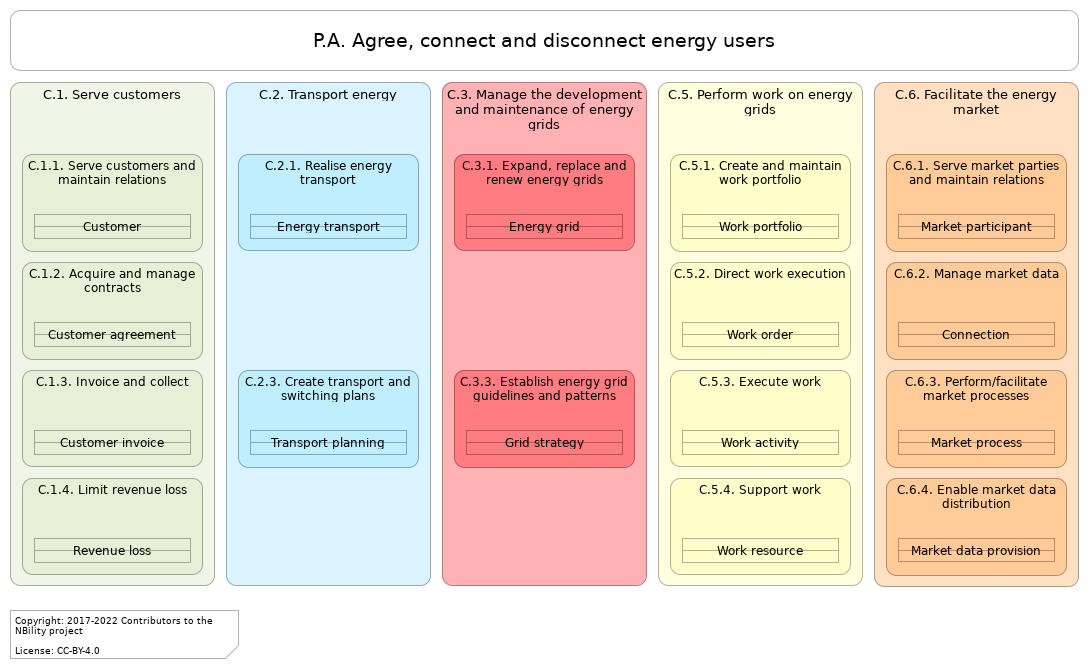 P.A. Agree, connect and disconnect energy users
C.1. Serve customers
C.1.1. Serve customers and
maintain relations
Customer
C.1.2. Acquire and manage
contracts
Customer agreement
C.1.3. Invoice and collect
Customer invoice
C.1.4. Limit revenue loss
Revenue loss
C.2. Transport energy
C.2.1. Realise energy
transport
Energy transport
C.2.3. Create transport and
switching plans
Transport planning
C.3. Manage the development
and maintenance of energy
grids
C.3.1. Expand, replace and
renew energy grids
Energy grid
C.3.3. Establish energy grid
guidelines and patterns
Grid strategy
C.5. Perform work on energy
grids
C.5.1. Create and maintain
work portfolio
Work portfolio
C.5.2. Direct work execution
Work order
C.5.3. Execute work
Work activity
C.5.4. Support work
Work resource
C.6. Facilitate the energy
market
C.6.1. Serve market parties
and maintain relations
Market participant
C.6.2. Manage market data
Connection
C.6.3. Perform/facilitate
market processes
Market process
C.6.4. Enable market data
distribution
Market data provision
Copyright: 2017-2022 Contributors to the
NBility project
License: CC-BY-4.0